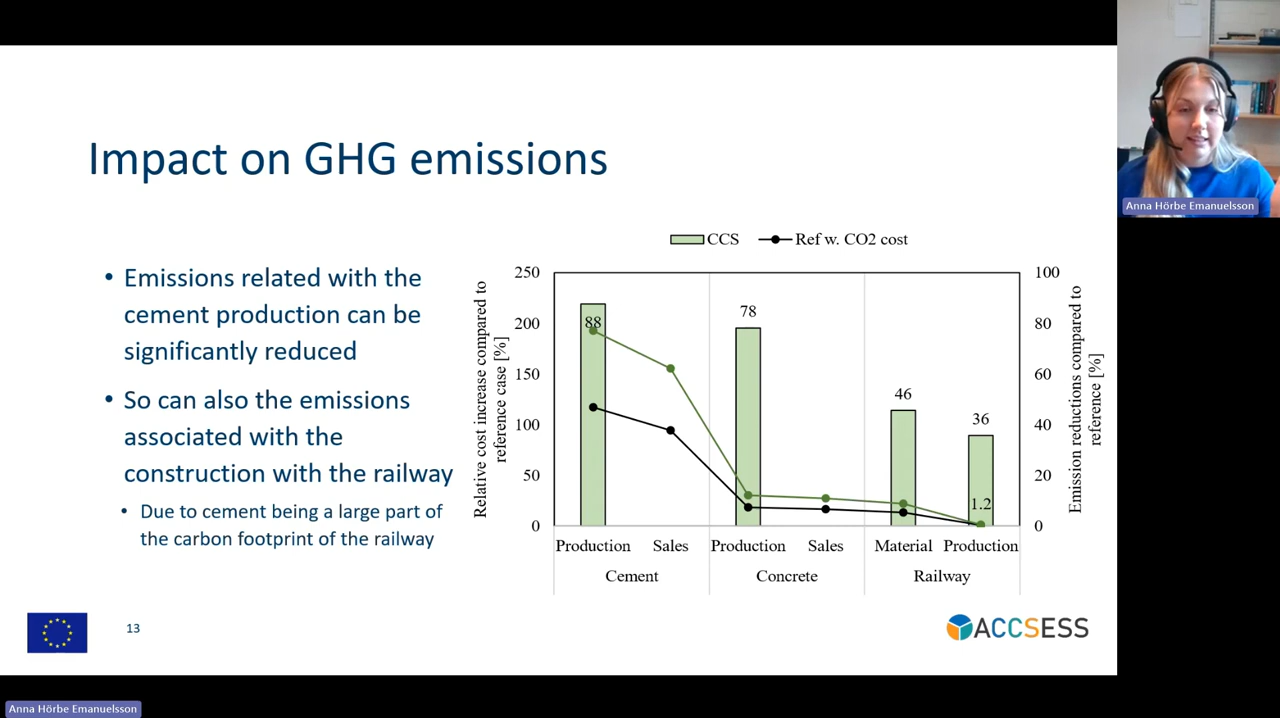 Impact on GHG emissions
• Emissions related with the
cement production can be
significantly reduced
• So can also the emissions
associated with the
construction with the railway
• Due to cement being a large part of
the carbon footprint of the railway
CCS
Ref w. CO2 cost
Relative cost increase compared to
reference case [%]
250
200
150
100
50
0
88
78
46
36
1.2
100
80
60
40
20
0
Emission reductions compared to
reference [%]
Production Sales Production Sales Material Production
Cement Concrete Railway
13
ACCSESS
Anna Hörbe Emanuelsson
Anna Hörbe Emanuelsson